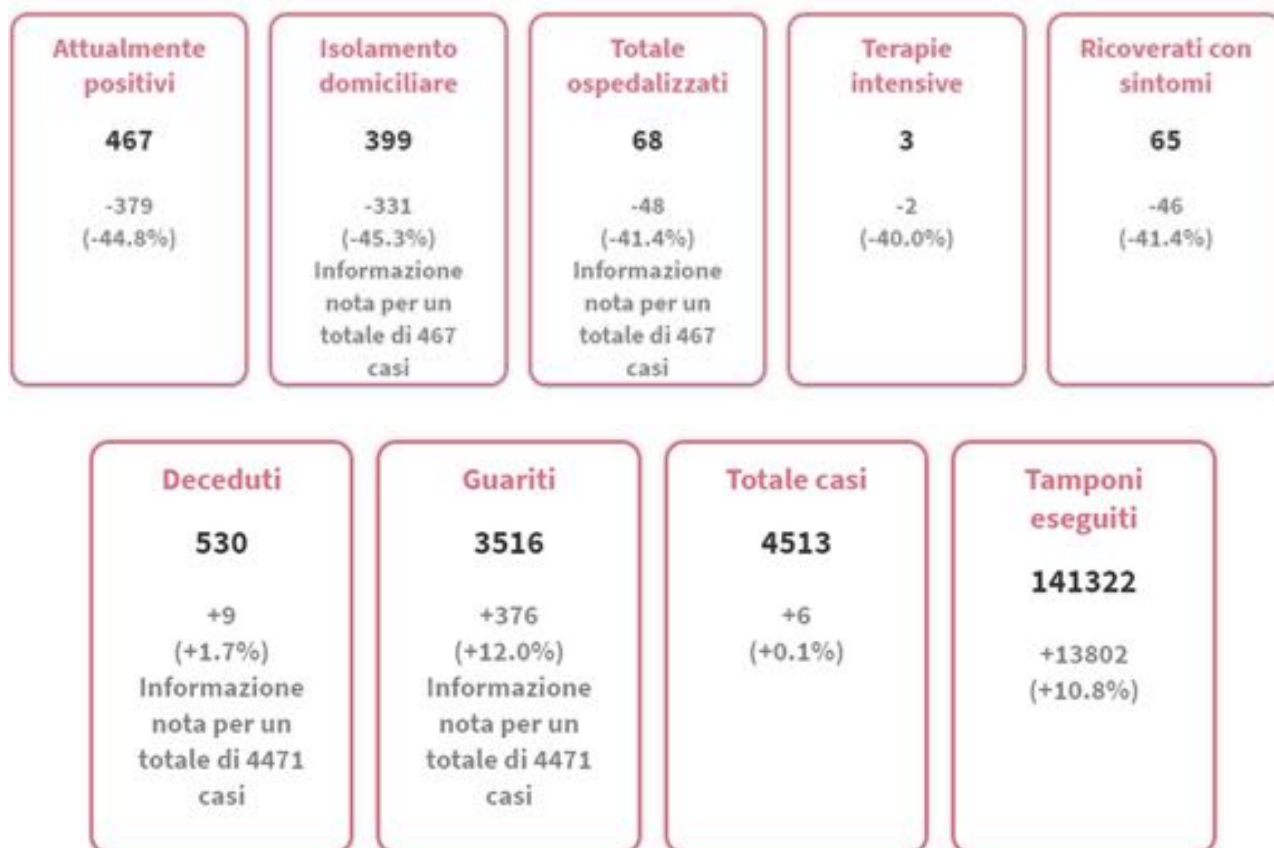 Attualmente
positivi
467
-379
(-44.8%)
Isolamento
domiciliare
399
-331
(-45.3%)
Informazione
nota per un
totale di 467
casi
Totale
ospedalizzati
68
-48
(-41.4%)
Informazione
nota per un
totale di 467
casi
Terapie
intensive
3
-2
(-40.0%)
Ricoverati con
sintomi
65
-46
(-41.4%)
Deceduti
530
+9
(+1.7%)
Informazione
nota per un
totale di 4471
casi
Guariti
3516
+376
(+12.0%)
Informazione
nota per un
totale di 4471
casi
Totale casi
4513
+6
(+0.1%)
Tamponi
eseguiti
141322
+13802
(+10.8%)